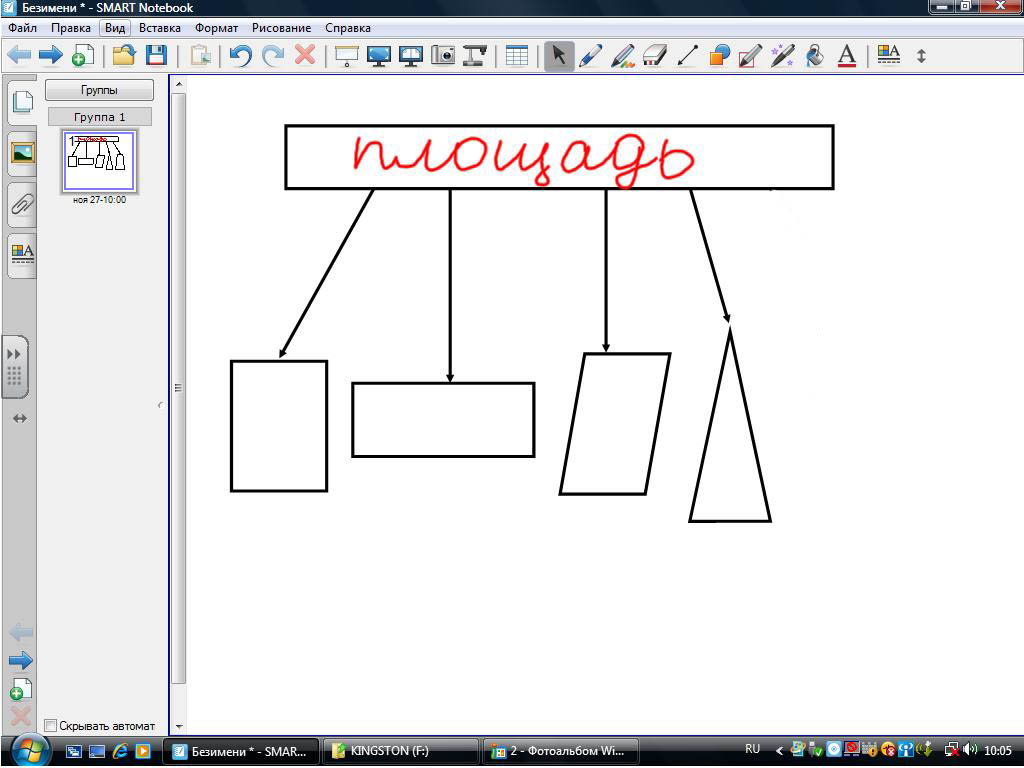 Безимени * - SMART Notebook
Файл Правка Вид Вставка Формат Рисование Справка
Группы
Группа 1
1
ноя 27-10:00
площадь
Скрывать автомат
Безимени * - SMAR...
KINGSTON (F:)
2 - Фотоальбом Wi...
RU
10:05